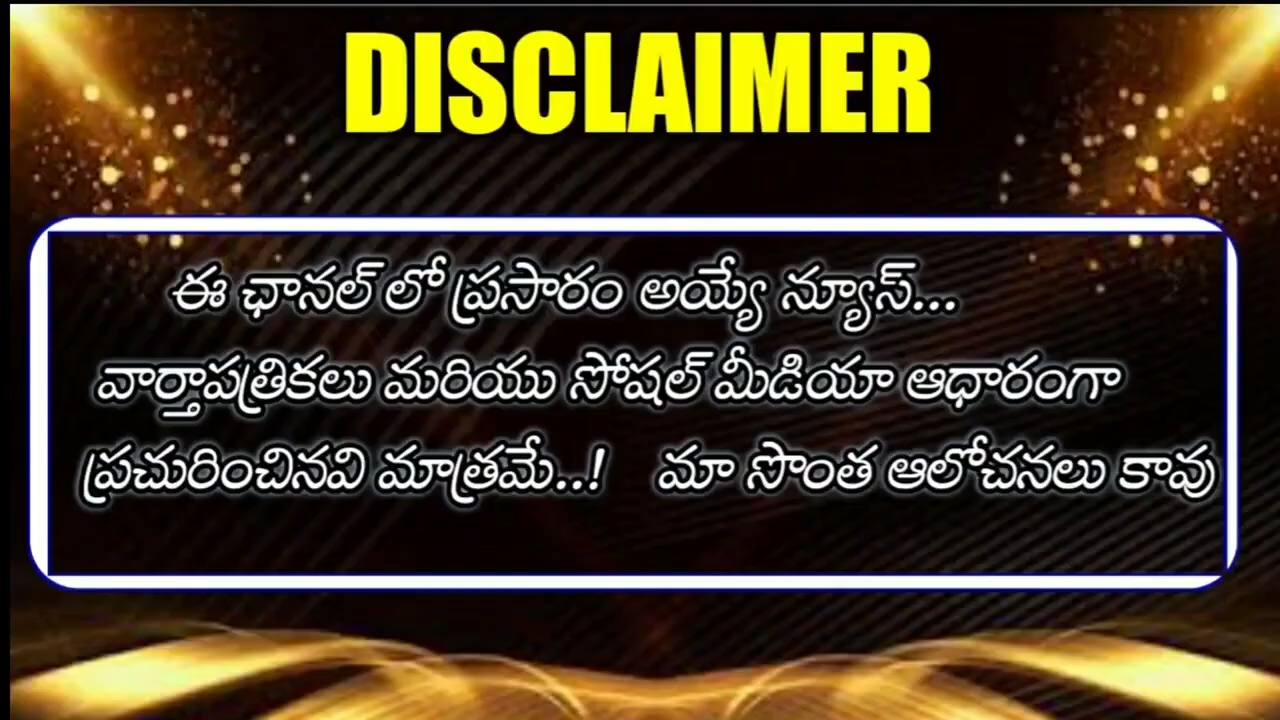 DISCLAIMER
ఈ ఛానల్ లో ప్రసారం అయ్యే న్యూస్...
వార్తాపత్రికలు మరియు సోషల్ మీడియా ఆధారంగా
ప్రచురించినవి మాత్రమే..! మా సొంత ఆలోచనలు కావు